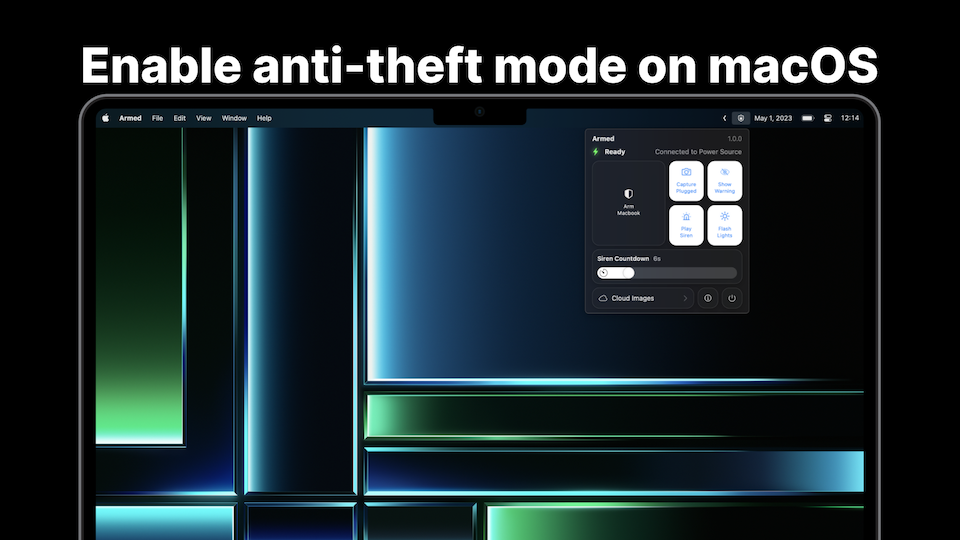 Enable anti-theft mode on macOS
Armed File Edit View Window Help May 1, 2023 12:14
Armed 1.0.0
Ready Connected to Power Source
Arm
Macbook
Capture
Plugged
Show
Warning
Play
Siren
Flash
Lights
Siren Countdown 6s
Cloud Images